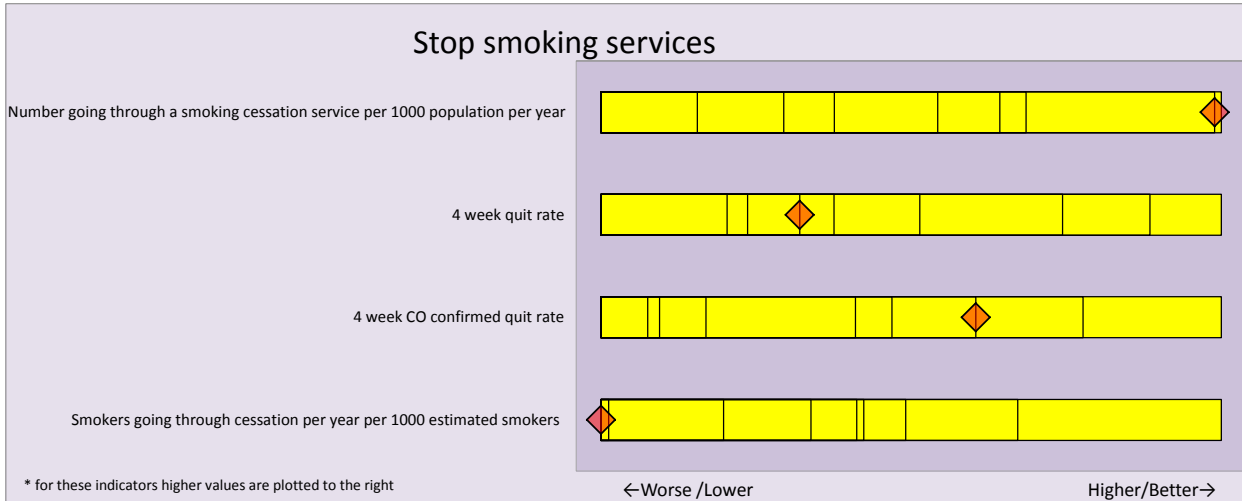 Stop smoking services
Number going through a smoking cessation service per 1000 population per year
4 week quit rate
4 week CO confirmed quit rate
Smokers going through cessation per year per 1000 estimated smokers
* for these indicators higher values are plotted to the right
←Worse /Lower
Higher/Better→